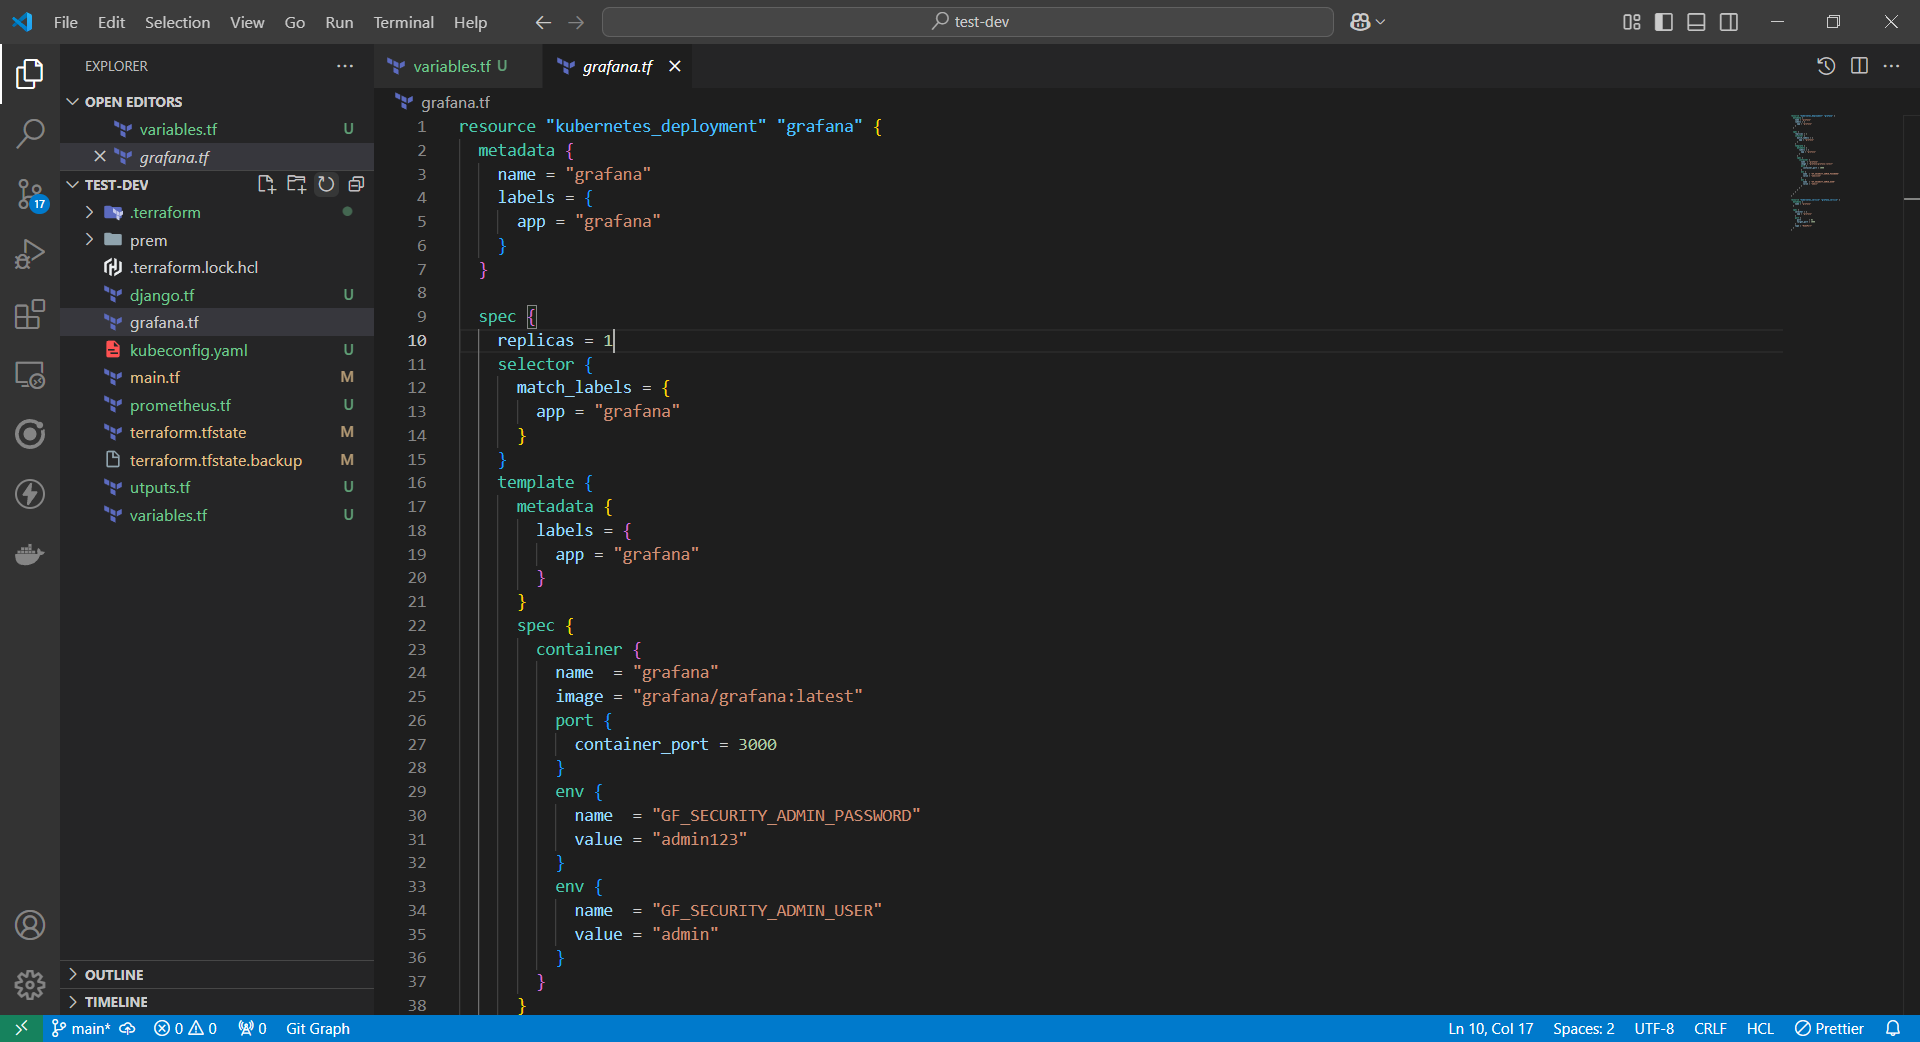 File Edit Selection View Go Run Terminal Help
test-dev
EXPLORER
OPEN EDITORS
variables.tf U
grafana.tf
TEST-DEV
17
.terraform
prem
.terraform.lock.hcl
django.tf U
grafana.tf
kubeconfig.yaml U
main.tf M
prometheus.tf U
terraform.tfstate M
terraform.tfstate.backup M
utputs.tf U
variables.tf U
OUTLINE
TIMELINE
variables.tf U grafana.tf
grafana.tf
1 resource "kubernetes_deployment" "grafana" {
2 metadata {
3 name = "grafana"
4 labels = {
5 app = "grafana"
6 }
7 }
8
9 spec {
10 replicas = 1
11 selector {
12 match_labels = {
13 app = "grafana"
14 }
15 }
16 template {
17 metadata {
18 labels = {
19 app = "grafana"
20 }
21 }
22 spec {
23 container {
24 name = "grafana"
25 image = "grafana/grafana:latest"
26 port {
27 container_port = 3000
28 }
29 env {
30 name = "GF_SECURITY_ADMIN_PASSWORD"
31 value = "admin123"
32 }
33 env {
34 name = "GF_SECURITY_ADMIN_USER"
35 value = "admin"
36 }
37 }
38 }
main* 0 0 0 Git Graph Ln 10, Col 17 Spaces: 2 UTF-8 CRLF HCL Prettier